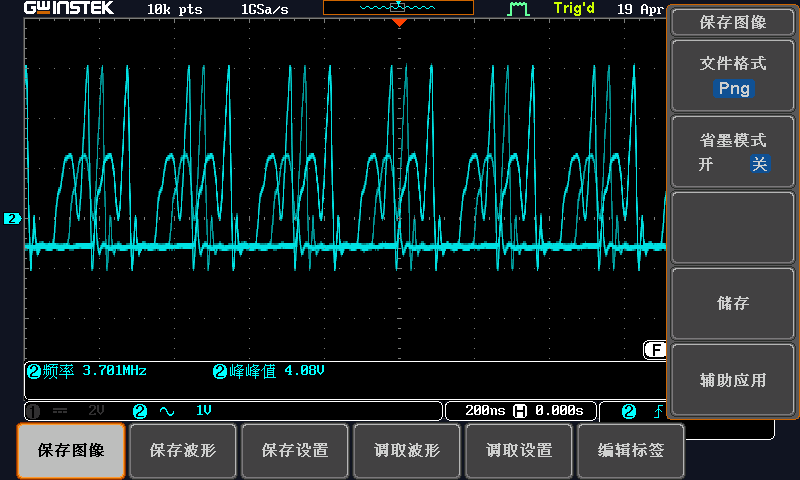 GWINSTEK 10k pts 1GSa/s Trig'd 19 Apr
保存图像
文件格式
Png
省墨模式
开 关
储存
辅助应用
2
F
2 频率 3.701MHz 2 峰峰值 4.08V
1 2V 2 1V 200ns H 0.000s 2
保存图像 保存波形 保存设置 调取波形 调取设置 编辑标签